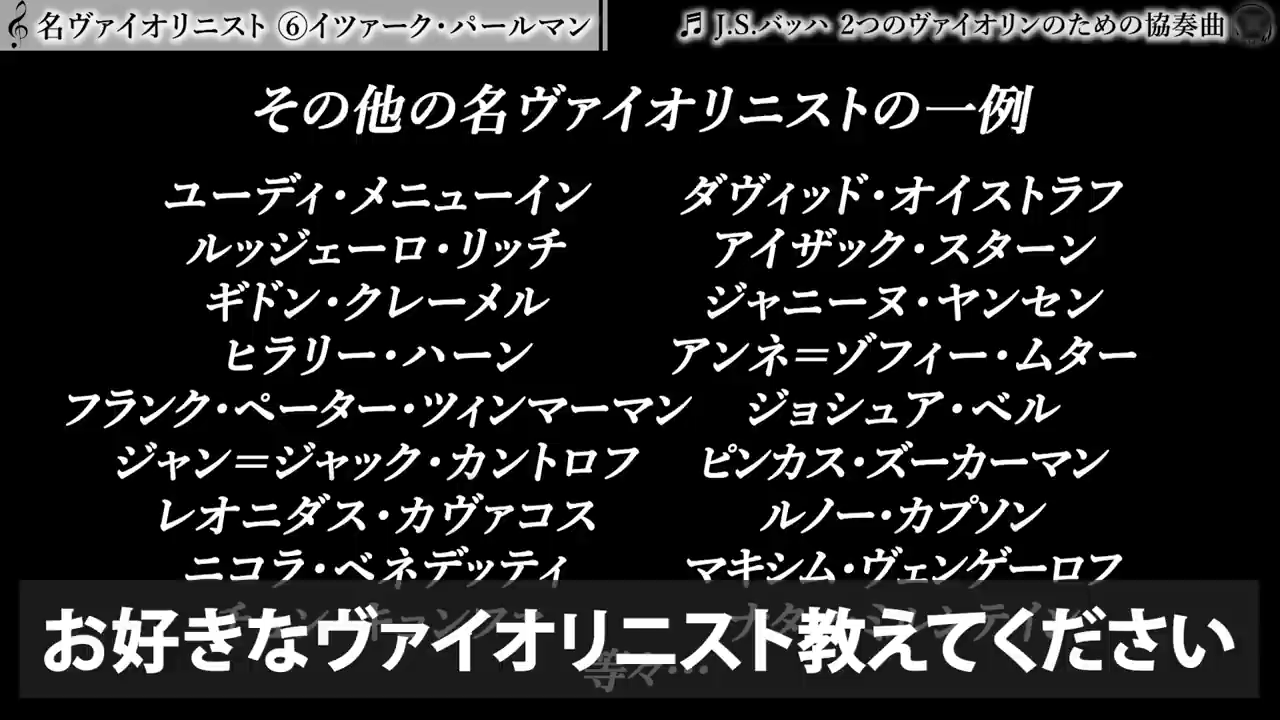 名ヴァイオリニスト ⑥イツァーク・パールマン
♬ J.S.バッハ 2つのヴァイオリンのための協奏曲
その他の名ヴァイオリニストの一例
ユーディ・メニューイン ダヴィッド・オイストラフ
ルッジェーロ・リッチ アイザック・スターン
ギドン・クレーメル ジャニーヌ・ヤンセン
ヒラリー・ハーン アンネ=ゾフィー・ムター
フランク・ペーター・ツィンマーマン ジョシュア・ベル
ジャン=ジャック・カントロフ ピンカス・ズーカーマン
レオニダス・カヴァコス ルノー・カプソン
ニコラ・ベネデッティ マキシム・ヴェンゲーロフ
お好きなヴァイオリニスト教えてください
等々…